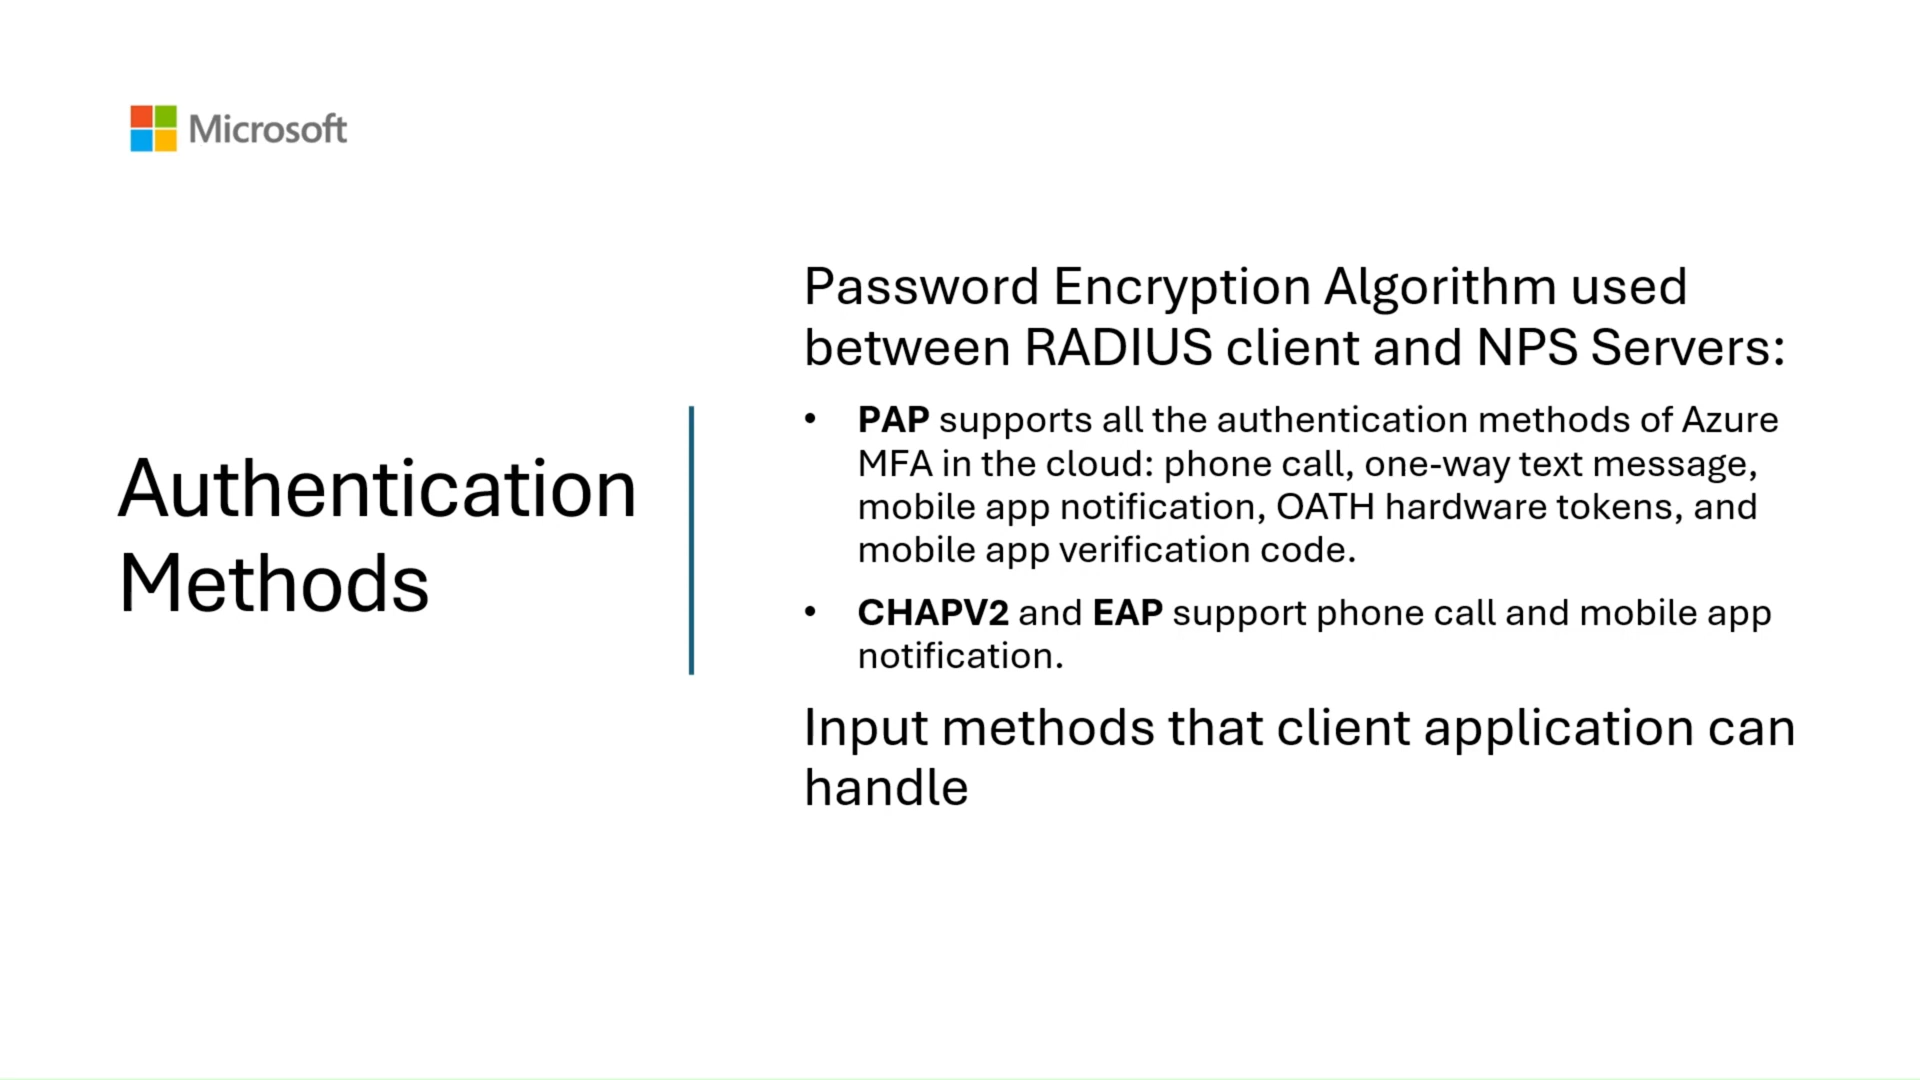 Microsoft
Authentication
Methods
Password Encryption Algorithm used
between RADIUS client and NPS Servers:
• PAP supports all the authentication methods of Azure
MFA in the cloud: phone call, one-way text message,
mobile app notification, OATH hardware tokens, and
mobile app verification code.
• CHAPV2 and EAP support phone call and mobile app
notification.
Input methods that client application can
handle